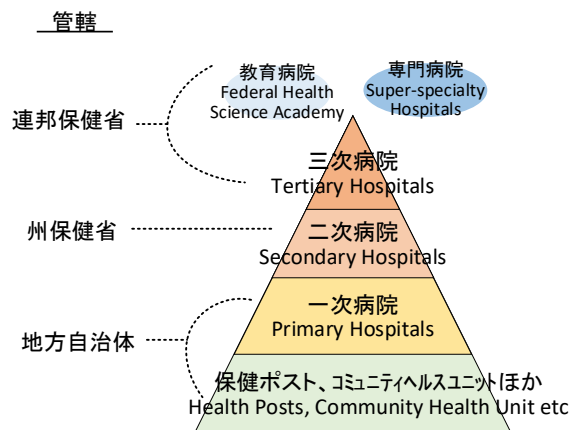 管轄
教育病院
Federal Health
Science Academy
専門病院
Super-specialty
Hospitals
連邦保健省
三次病院
Tertiary Hospitals
州保健省
二次病院
Secondary Hospitals
一次病院
Primary Hospitals
地方自治体
保健ポスト、コミュニティヘルスユニットほか
Health Posts, Community Health Unit etc